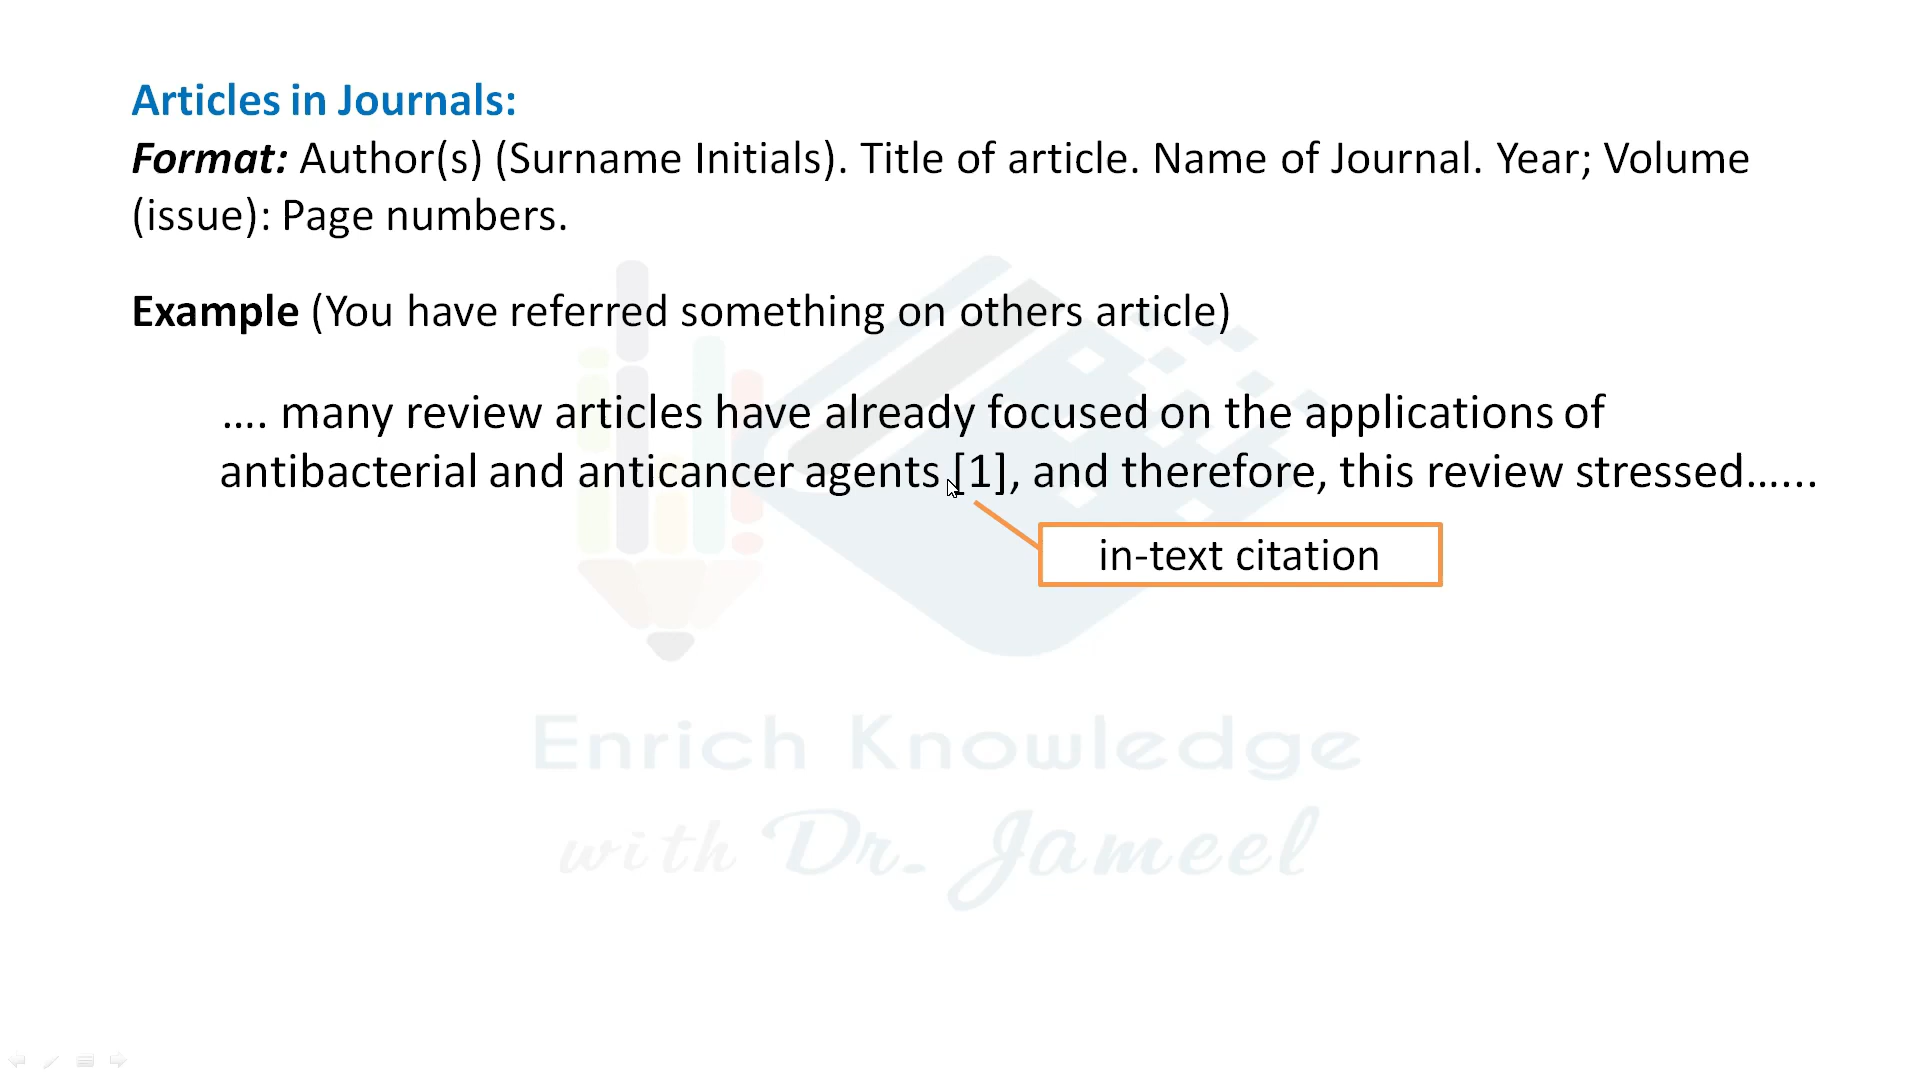 Articles in Journals:
Format: Author(s) (Surname Initials). Title of article. Name of Journal. Year; Volume
(issue): Page numbers.
Example (You have referred something on others article)
.... many review articles have already focused on the applications of
antibacterial and anticancer agents [1], and therefore, this review stressed…...
in-text citation
Enrich Knowledge
with Dr. Jameel